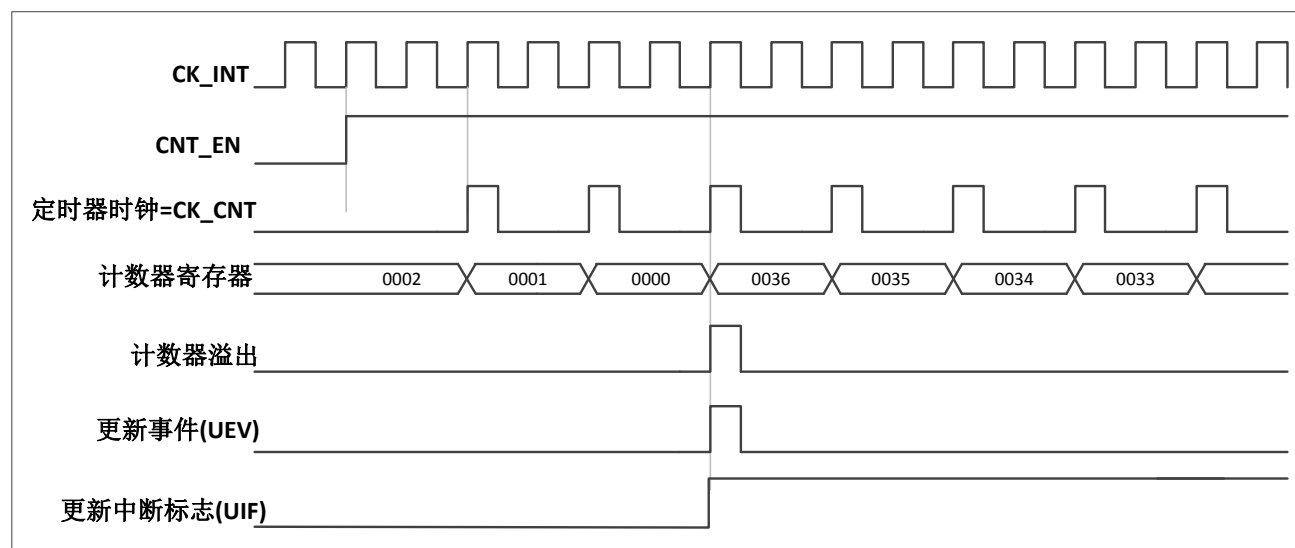 CK_INT
CNT_EN
定时器时钟=CK_CNT
计数器寄存器 0002 0001 0000 0036 0035 0034 0033
计数器溢出
更新事件(UEV)
更新中断标志(UIF)